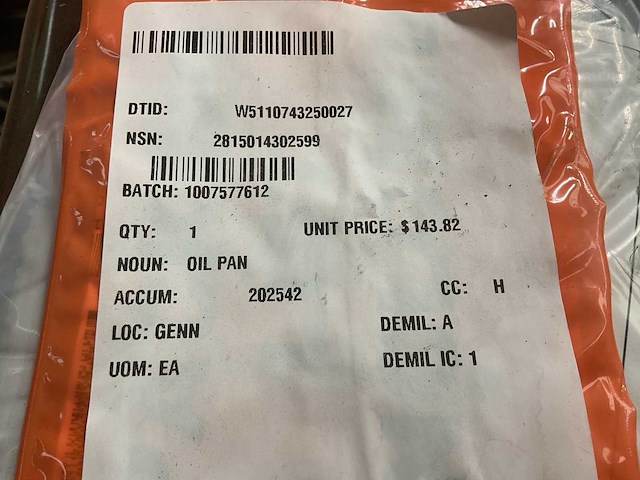 DTID: W5110743250027
NSN: 2815014302599
BATCH: 1007577612
QTY: 1 UNIT PRICE: $143.82
NOUN: OIL PAN
ACCUM: 202542 CC: H
LOC: GENN DEMIL: A
UOM: EA DEMIL IC: 1